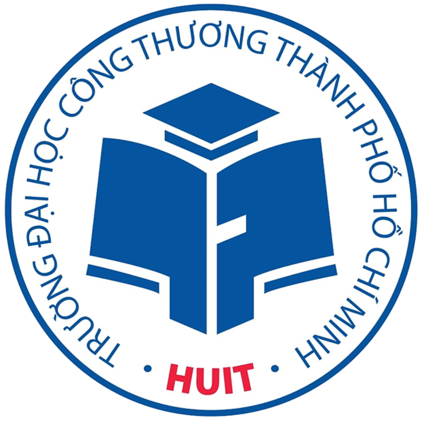 TRƯỜNG ĐẠI HỌC CÔNG THƯƠNG THÀNH PHỐ HỒ CHÍ MINH
HUIT